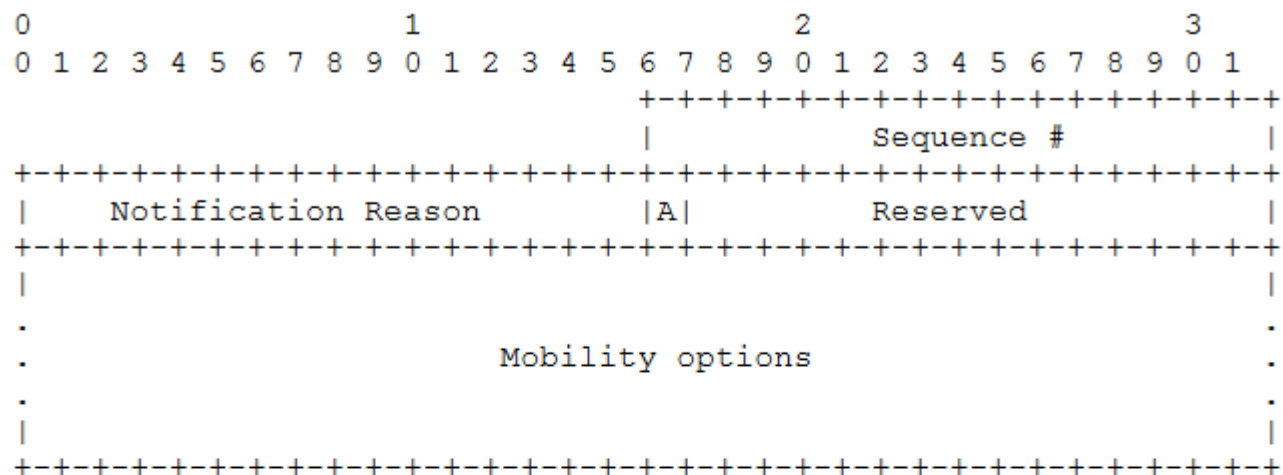 0                   1                   2                   3
0 1 2 3 4 5 6 7 8 9 0 1 2 3 4 5 6 7 8 9 0 1 2 3 4 5 6 7 8 9 0 1
                                +-+-+-+-+-+-+-+-+-+-+-+-+-+-+-+-+
                                |           Sequence #          |
+-+-+-+-+-+-+-+-+-+-+-+-+-+-+-+-+-+-+-+-+-+-+-+-+-+-+-+-+-+-+-+-+
|    Notification Reason        |A|         Reserved            |
+-+-+-+-+-+-+-+-+-+-+-+-+-+-+-+-+-+-+-+-+-+-+-+-+-+-+-+-+-+-+-+-+
|                                                               |
.                                                               .
.                        Mobility options                       .
.                                                               .
|                                                               |
+-+-+-+-+-+-+-+-+-+-+-+-+-+-+-+-+-+-+-+-+-+-+-+-+-+-+-+-+-+-+-+-+